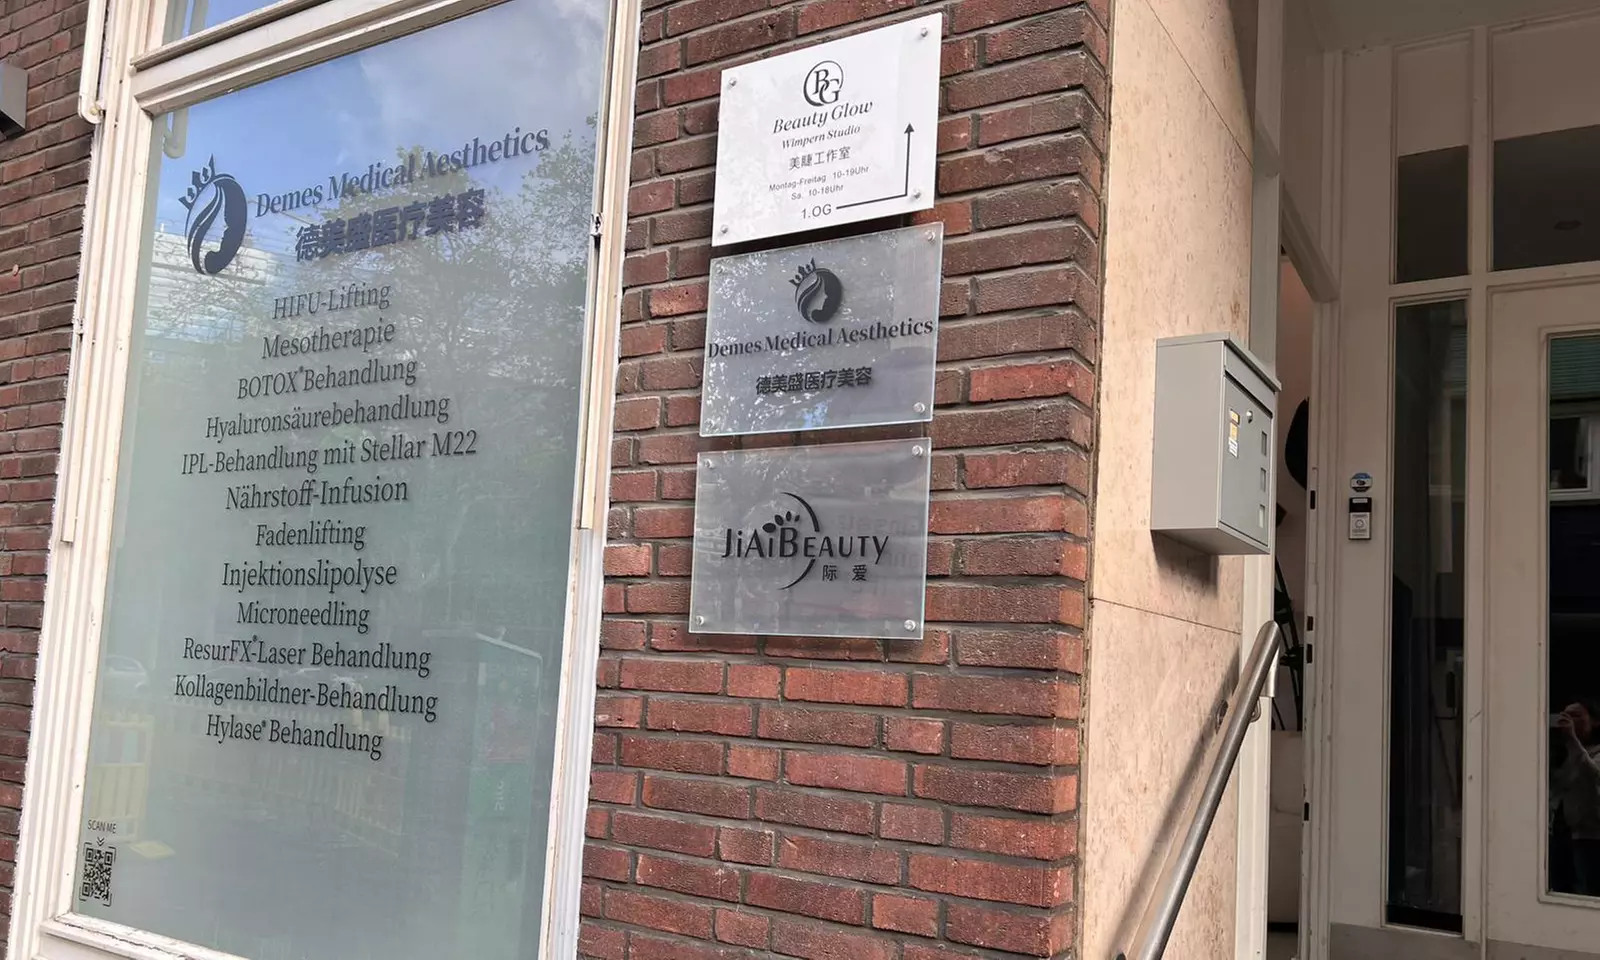 Demes Medical Aesthetics
德美盛医疗美容
HIFU-Lifting
Mesotherapie
BOTOX® Behandlung
Hyaluronsäurebehandlung
IPL-Behandlung mit Stellar M22
Nährstoff-Infusion
Fadenlifting
Injektionslipolyse
Microneedling
ResurFX®-Laser Behandlung
Kollagenbildner-Behandlung
Hylase® Behandlung
SCAN ME
BG
Beauty Glow
Wimpern Studio
美睫工作室
Montag-Freitag 10-19Uhr
Sa. 10-18Uhr
1.OG
Demes Medical Aesthetics
德美盛医疗美容
JiAiBEAUTY
际 爱